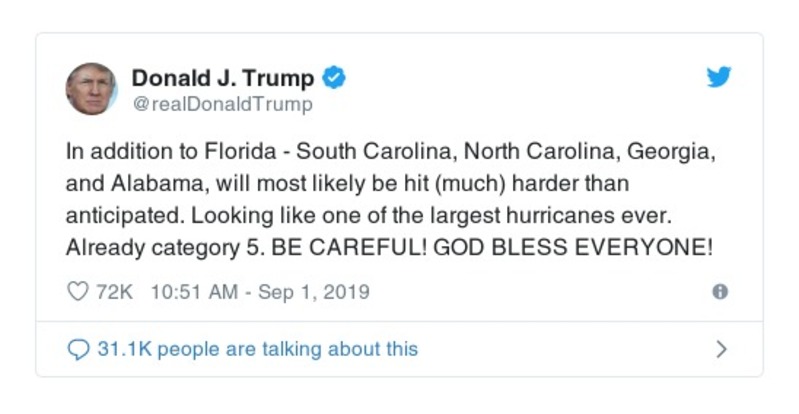 Donald J. Trump
@realDonaldTrump
In addition to Florida - South Carolina, North Carolina, Georgia,
and Alabama, will most likely be hit (much) harder than
anticipated. Looking like one of the largest hurricanes ever.
Already category 5. BE CAREFUL! GOD BLESS EVERYONE!
72K 10:51 AM - Sep 1, 2019
31.1K people are talking about this